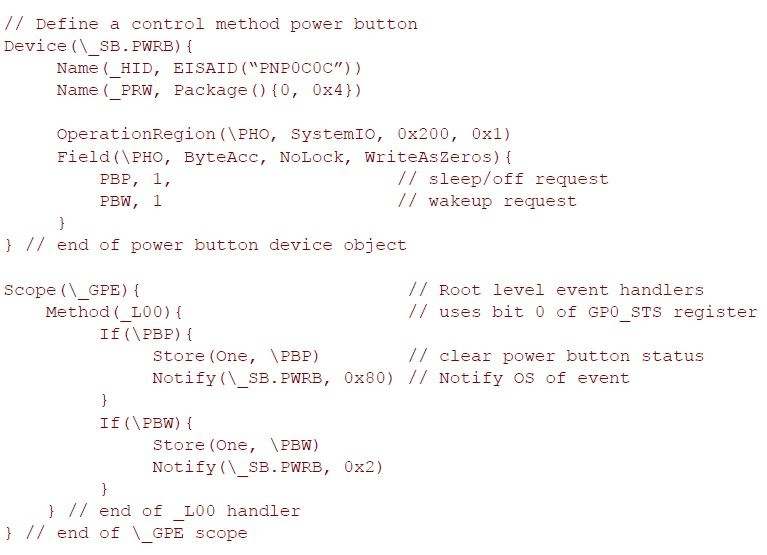 // Define a control method power button
Device(\_SB.PWRB){
Name(_HID, EISAID(“PNP0C0C”))
Name(_PRW, Package(){0, 0x4})
OperationRegion(\PHO, SystemIO, 0x200, 0x1)
Field(\PHO, ByteAcc, NoLock, WriteAsZeros){
PBP, 1, // sleep/off request
PBW, 1 // wakeup request
}
} // end of power button device object
Scope(\_GPE){ // Root level event handlers
Method(_L00){ // uses bit 0 of GP0_STS register
If(\PBP){
Store(One, \PBP) // clear power button status
Notify(\_SB.PWRB, 0x80) // Notify OS of event
}
If(\PBW){
Store(One, \PBW)
Notify(\_SB.PWRB, 0x2)
}
} // end of _L00 handler
} // end of \_GPE scope